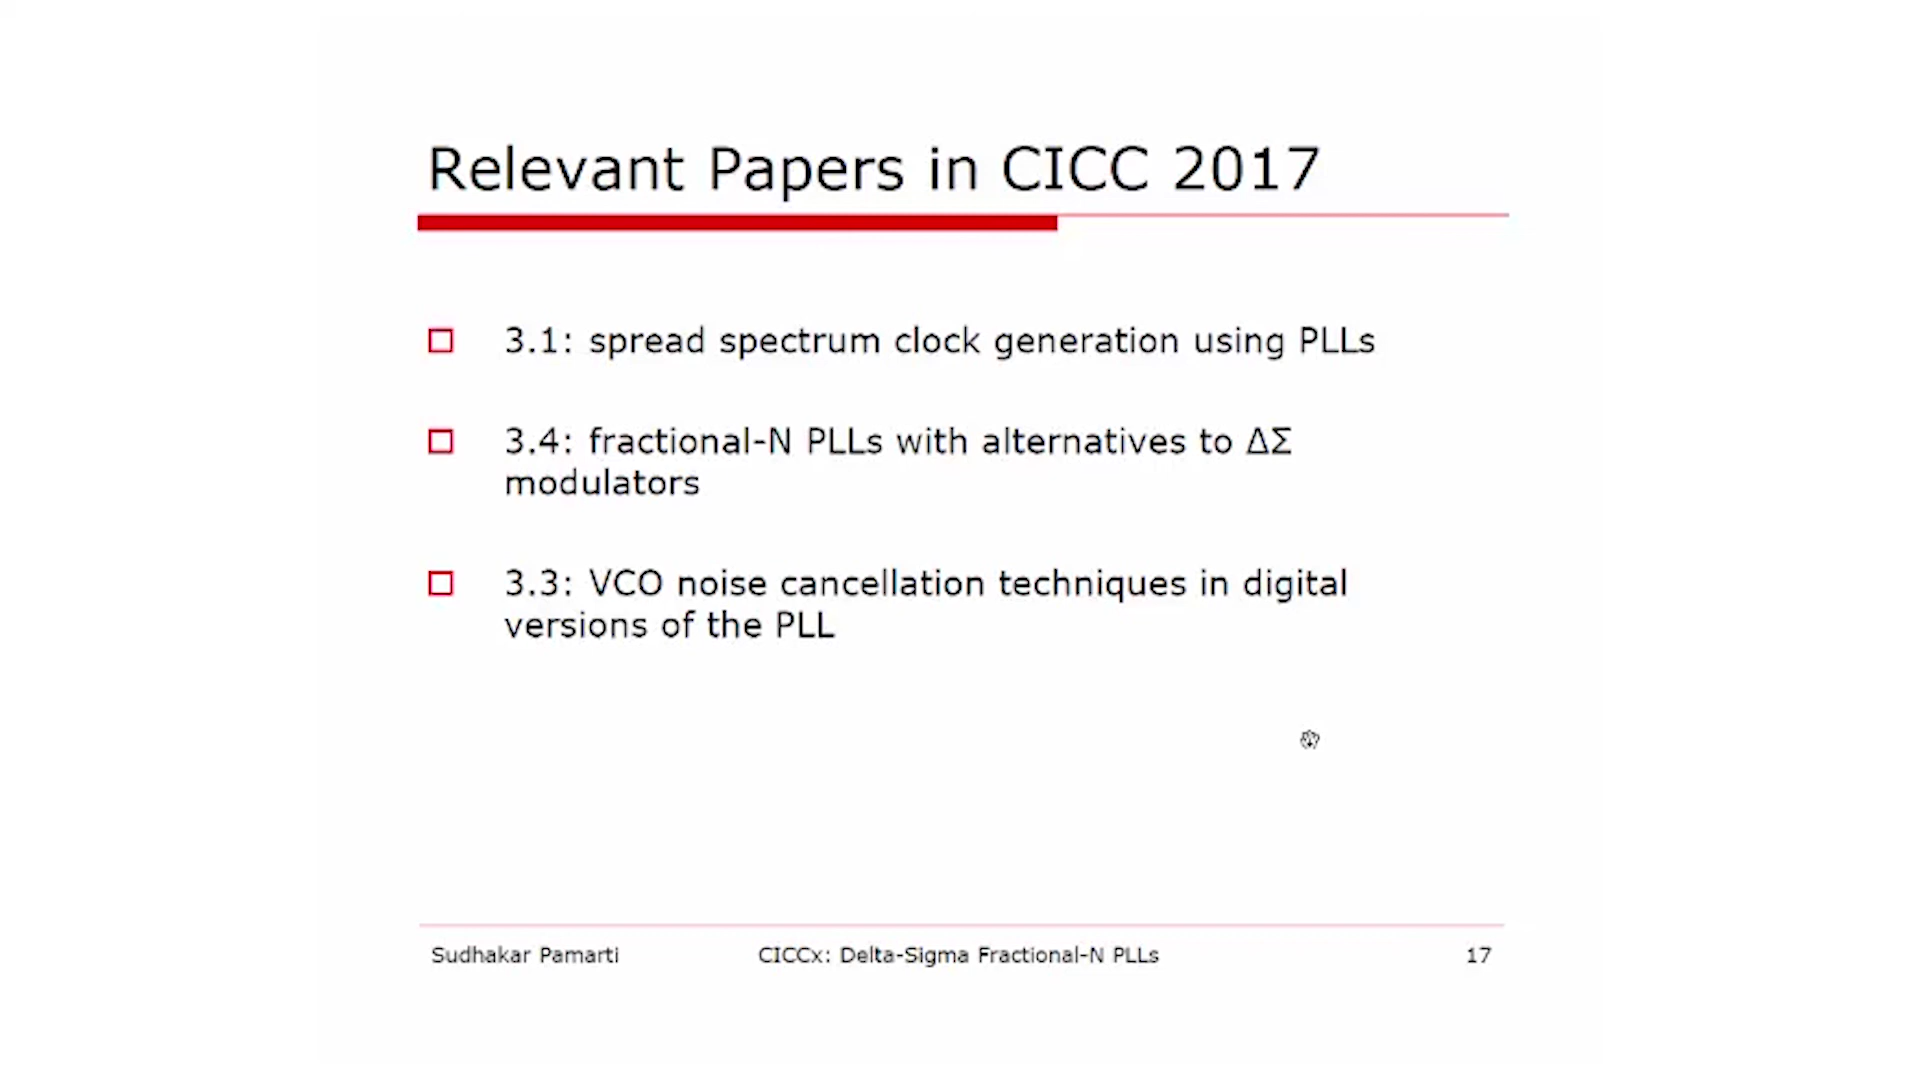 Relevant Papers in CICC 2017
3.1: spread spectrum clock generation using PLLs
3.4: fractional-N PLLs with alternatives to ΔΣ
modulators
3.3: VCO noise cancellation techniques in digital
versions of the PLL
Sudhakar Pamarti
CICCx: Delta-Sigma Fractional-N PLLs
17